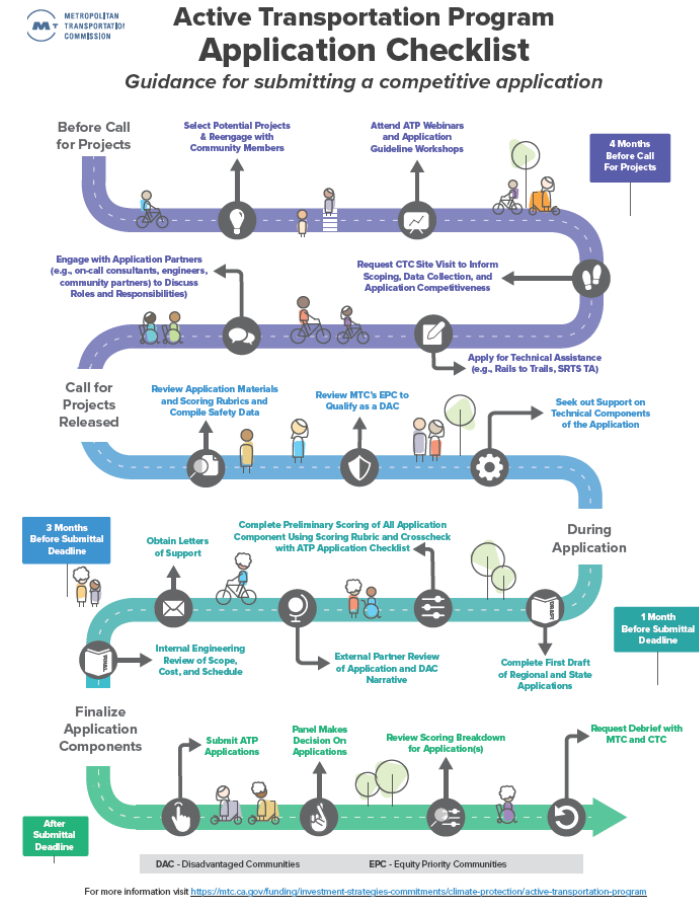 METROPOLITAN
TRANSPORTATION
COMMISSION
Active Transportation Program
Application Checklist
Guidance for submitting a competitive application
Before Call
for Projects
Select Potential Projects
& Reengage with
Community Members
Attend ATP Webinars
and Application
Guideline Workshops
4 Months
Before Call
For Projects
Engage with Application Partners
(e.g., on-call consultants, engineers,
community partners) to Discuss
Roles and Responsibilities)
Request CTC Site Visit to Inform
Scoping, Data Collection, and
Application Competitiveness
Apply for Technical Assistance
(e.g., Rails to Trails, SRTS TA)
Call for
Projects
Released
Review Application Materials
and Scoring Rubrics and
Compile Safety Data
Review MTC's EPC to
Qualify as a DAC
Seek out Support on
Technical Components
of the Application
3 Months
Before Submittal
Deadline
Obtain Letters
of Support
Complete Preliminary Scoring of All Application
Component Using Scoring Rubric and Crosscheck
with ATP Application Checklist
During
Application
DRAFT
1 Month
Before Submittal
Deadline
FINAL
Internal Engineering
Review of Scope,
Cost, and Schedule
External Partner Review
of Application and DAC
Narrative
Complete First Draft
of Regional and State
Applications
Finalize
Application
Components
Submit ATP
Applications
Panel Makes
Decision On
Applications
Review Scoring Breakdown
for Application(s)
Request Debrief with
MTC and CTC
After
Submittal
Deadline
DAC - Disadvantaged Communities
EPC - Equity Priority Communities
For more information visit https://mtc.ca.gov/funding/investment-strategies-commitments/climate-protection/active-transportation-program